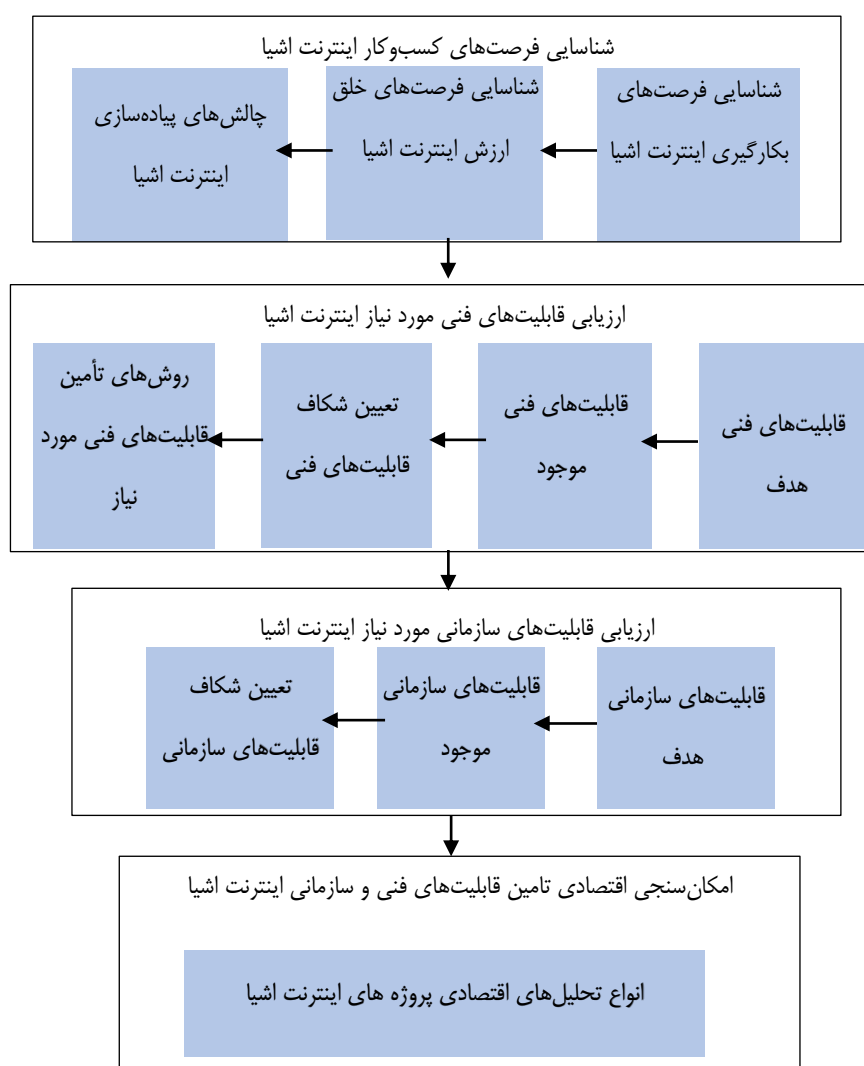 شناسایی فرصت‌های کسب‌وکار اینترنت اشیا
شناسایی فرصت‌های
بکارگیری اینترنت اشیا
شناسایی فرصت‌های خلق
ارزش اینترنت اشیا
چالش‌های پیاده‌سازی
اینترنت اشیا
ارزیابی قابلیت‌های فنی مورد نیاز اینترنت اشیا
قابلیت‌های فنی
هدف
قابلیت‌های فنی
موجود
تعیین شکاف
قابلیت‌های فنی
روش‌های تأمین
قابلیت‌های فنی مورد
نیاز
ارزیابی قابلیت‌های سازمانی مورد نیاز اینترنت اشیا
قابلیت‌های سازمانی
هدف
قابلیت‌های سازمانی
موجود
تعیین شکاف
قابلیت‌های سازمانی
امکان‌سنجی اقتصادی تامین قابلیت‌های فنی و سازمانی اینترنت اشیا
انواع تحلیل‌های اقتصادی پروژه های اینترنت اشیا